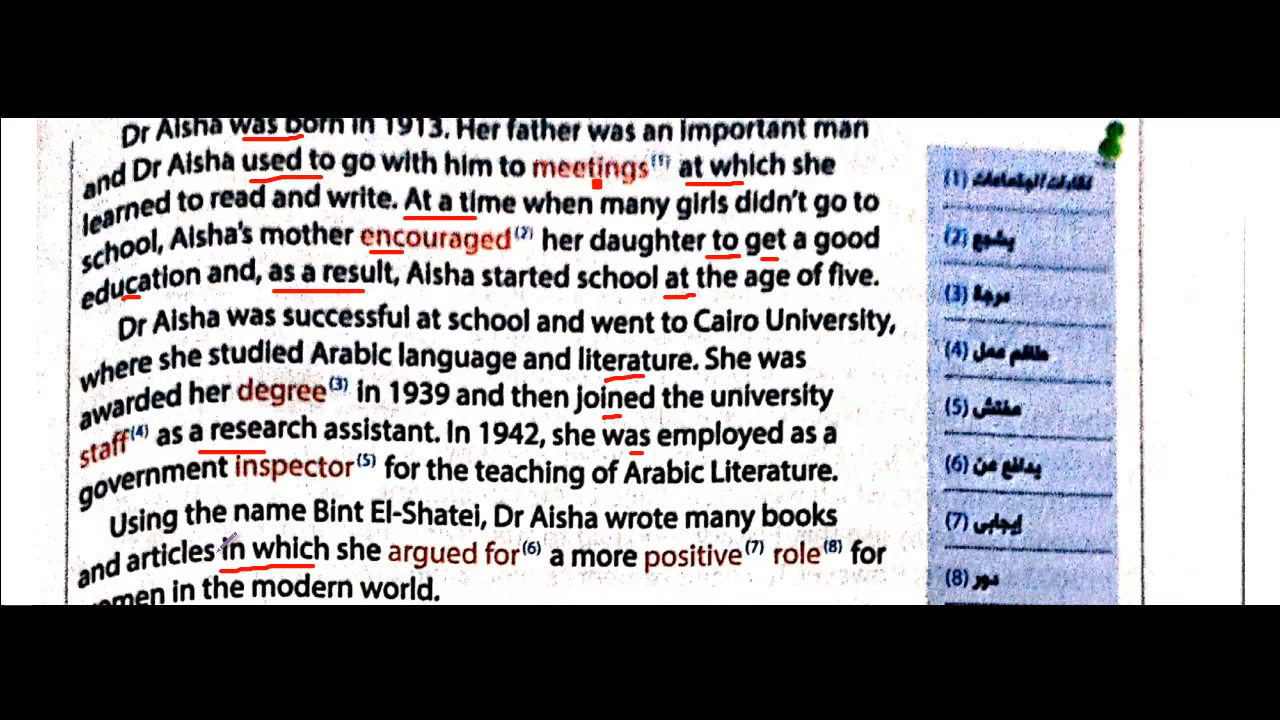 Dr Aisha was born in 1913. Her father was an important man
and Dr Aisha used to go with him to meetings(1) at which she
learned to read and write. At a time when many girls didn't go to
school, Aisha's mother encouraged(2) her daughter to get a good
education and, as a result, Aisha started school at the age of five.
Dr Aisha was successful at school and went to Cairo University,
where she studied Arabic language and literature. She was
awarded her degree(3) in 1939 and then joined the university
staff(4) as a research assistant. In 1942, she was employed as a
government inspector(5) for the teaching of Arabic Literature.
Using the name Bint El-Shatei, Dr Aisha wrote many books
and articles in which she argued for(6) a more positive(7) role(8) for
women in the modern world.
(1)
(2) يشجع
(3)
(4) طاقم عمل
(5) مفتش
(6) يدافع عن
(7) إيجابي
(8) دور